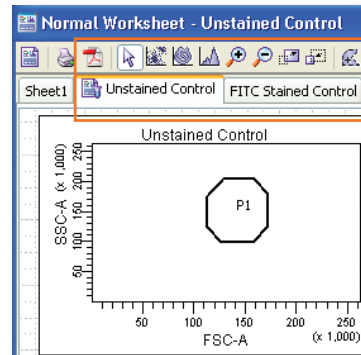 Normal Worksheet - Unstained Control
Sheet1 Unstained Control FITC Stained Control
Unstained Control
SSC-A (x 1,000)
250
200
150
100
50
P1
50 100 150 200 250
FSC-A (x 1,000)